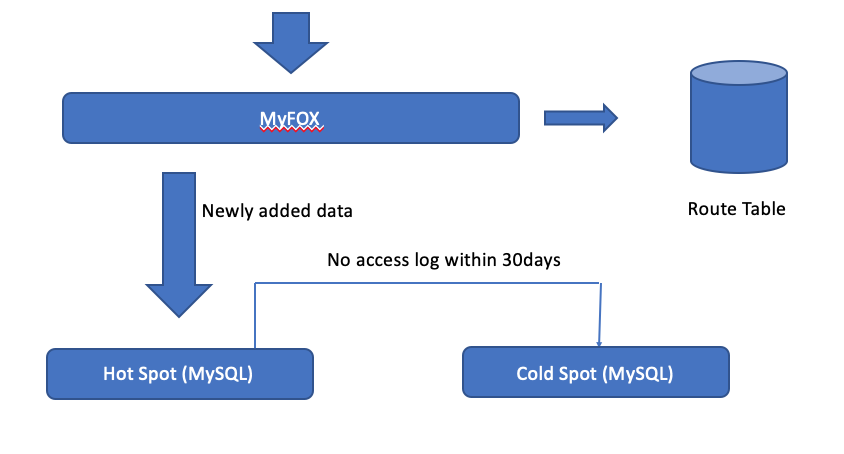 MyFOX
Newly added data
Route Table
No access log within 30days
Hot Spot (MySQL)
Cold Spot (MySQL)